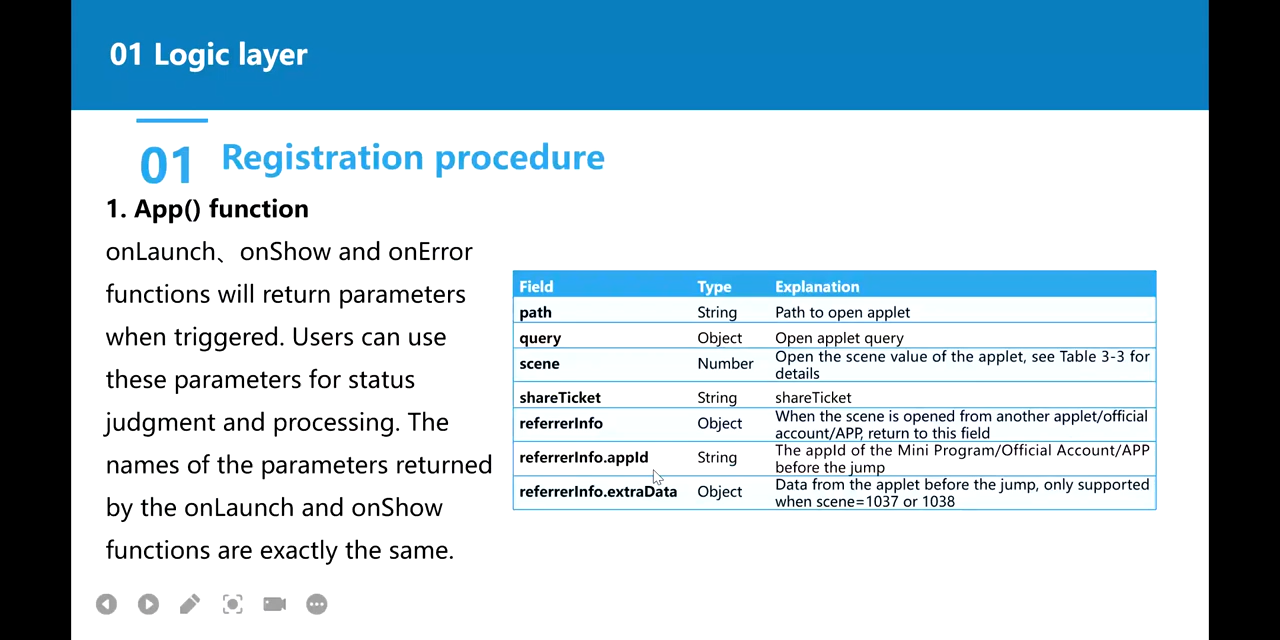 01 Logic layer
01 Registration procedure
1. App() function
onLaunch、onShow and onError
functions will return parameters
when triggered. Users can use
these parameters for status
judgment and processing. The
names of the parameters returned
by the onLaunch and onShow
functions are exactly the same.
Field Type Explanation
path String Path to open applet
query Object Open applet query
scene Number Open the scene value of the applet, see Table 3-3 for
details
shareTicket String shareTicket
referrerInfo Object When the scene is opened from another applet/official
account/APP, return to this field
referrerInfo.appId String The appId of the Mini Program/Official Account/APP
before the jump
referrerInfo.extraData Object Data from the applet before the jump, only supported
when scene=1037 or 1038